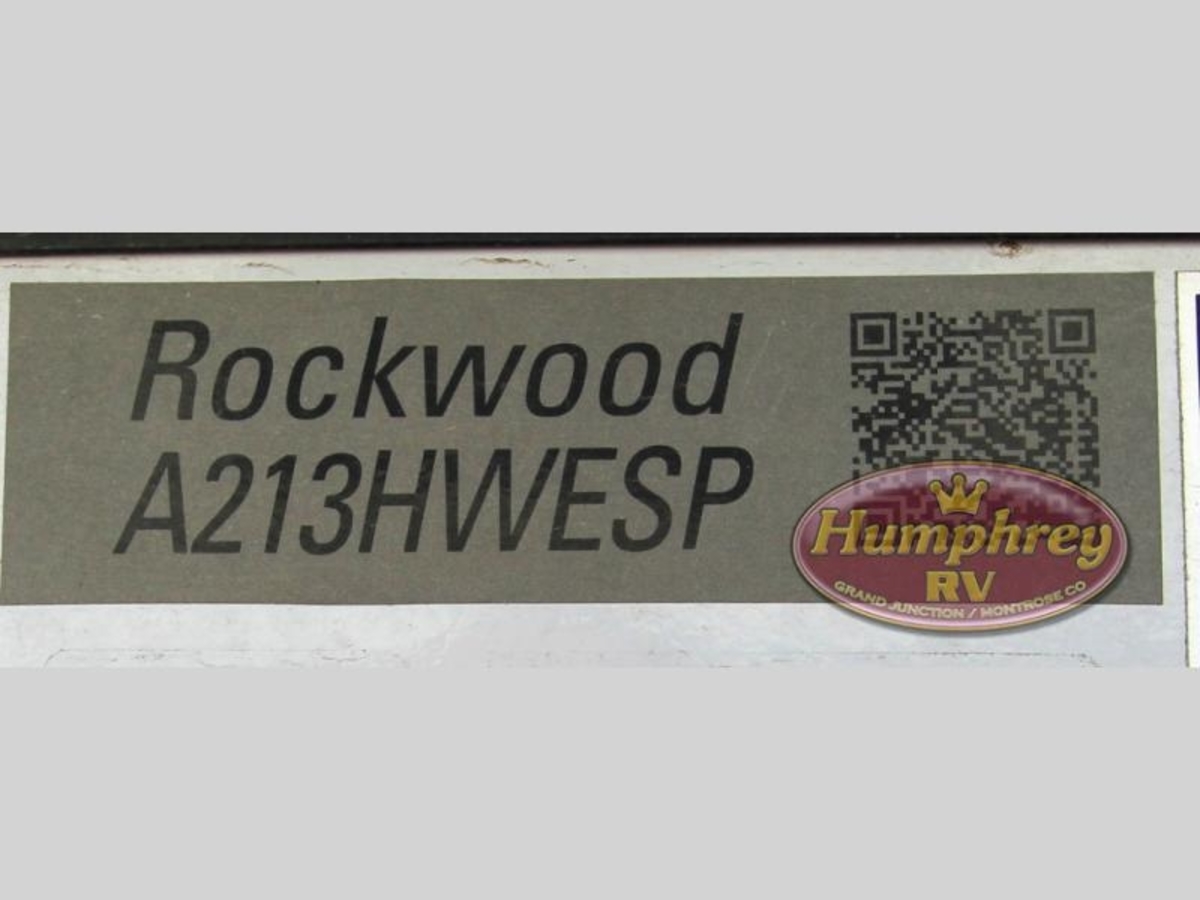 Rockwood
A213HWESP
Humphrey
RV
GRAND JUNCTION / MONTROSE CO